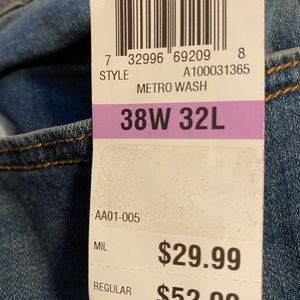 7 32996 69209 8
STYLE A100031365
METRO WASH
38W 32L
AA01-005
MIL $29.99
REGULAR